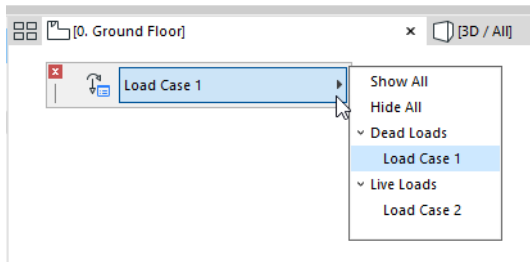 [0. Ground Floor]
[3D / All]
Load Case 1
Show All
Hide All
Dead Loads
Load Case 1
Live Loads
Load Case 2